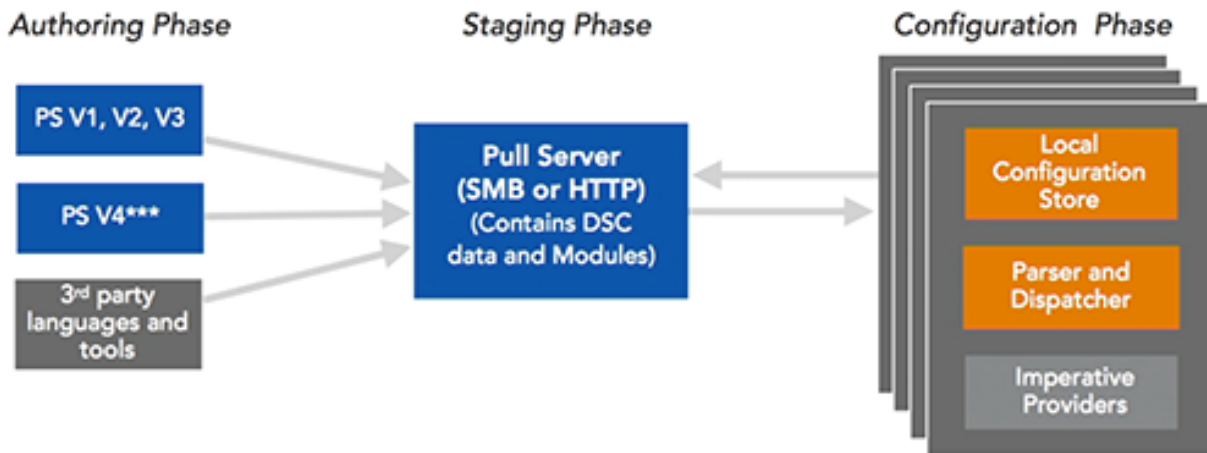 Authoring Phase
Staging Phase
Configuration Phase
PS V1, V2, V3
PS V4***
3rd party
languages and
tools
Pull Server
(SMB or HTTP)
(Contains DSC
data and Modules)
Local
Configuration
Store
Parser and
Dispatcher
Imperative
Providers